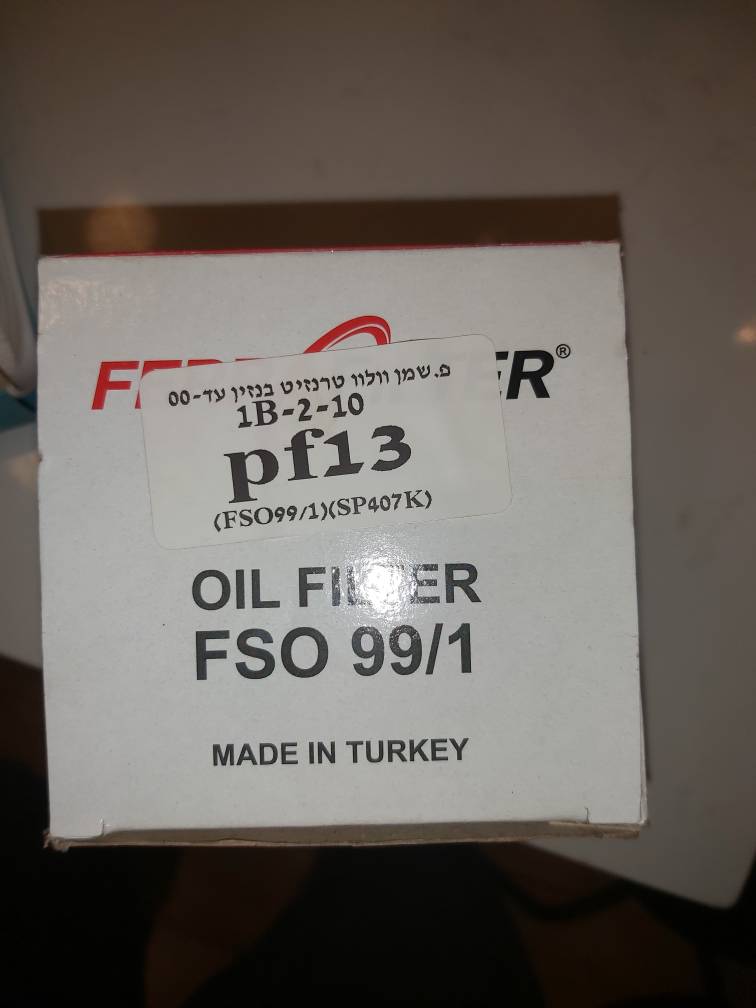 ER®
פ.שמן וולוו טרנזיט בנזין עד-00
1B-2-10
pf13
(FSO99/1)(SP407K)
OIL FILTER
FSO 99/1
MADE IN TURKEY